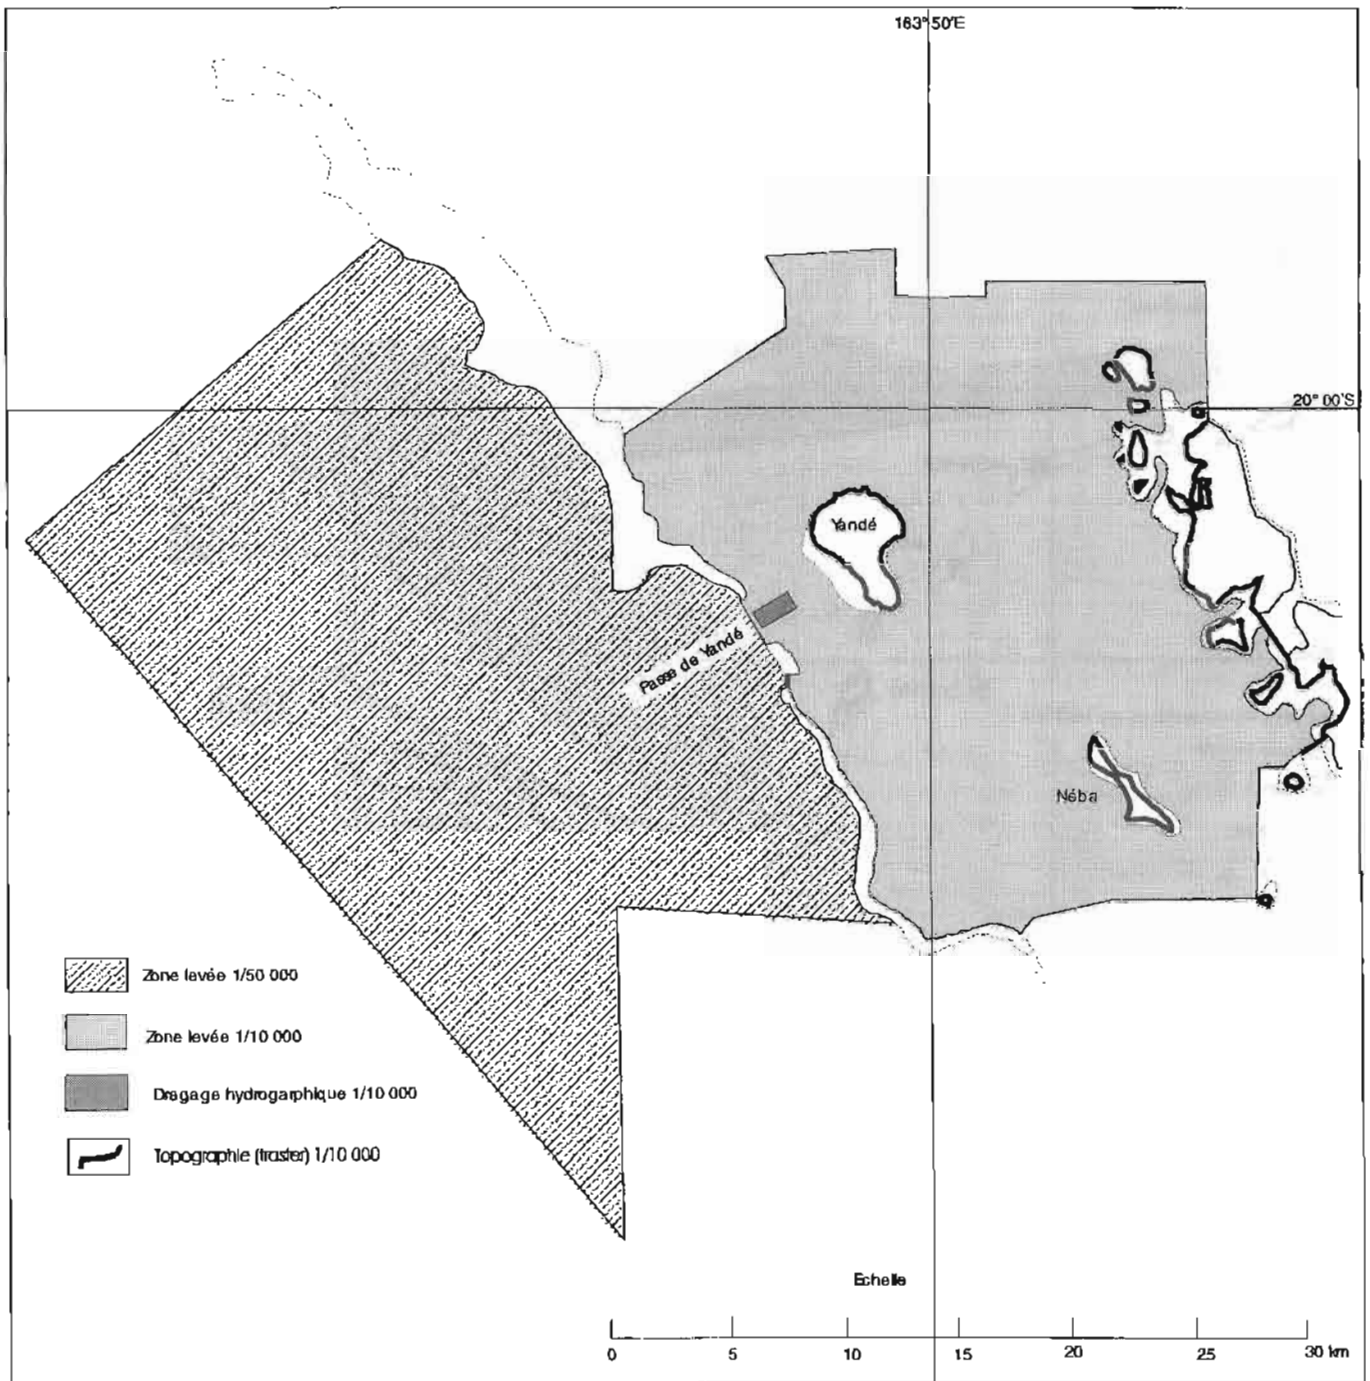 163°50'E
20° 00'S
Yandé
Passe de Yandé
Néba
Zone levée 1/50 000
Zone levée 1/10 000
Dragage hydrogarphique 1/10 000
Topographie (traster) 1/10 000
Echelle
0 5 10 15 20 25 30 km